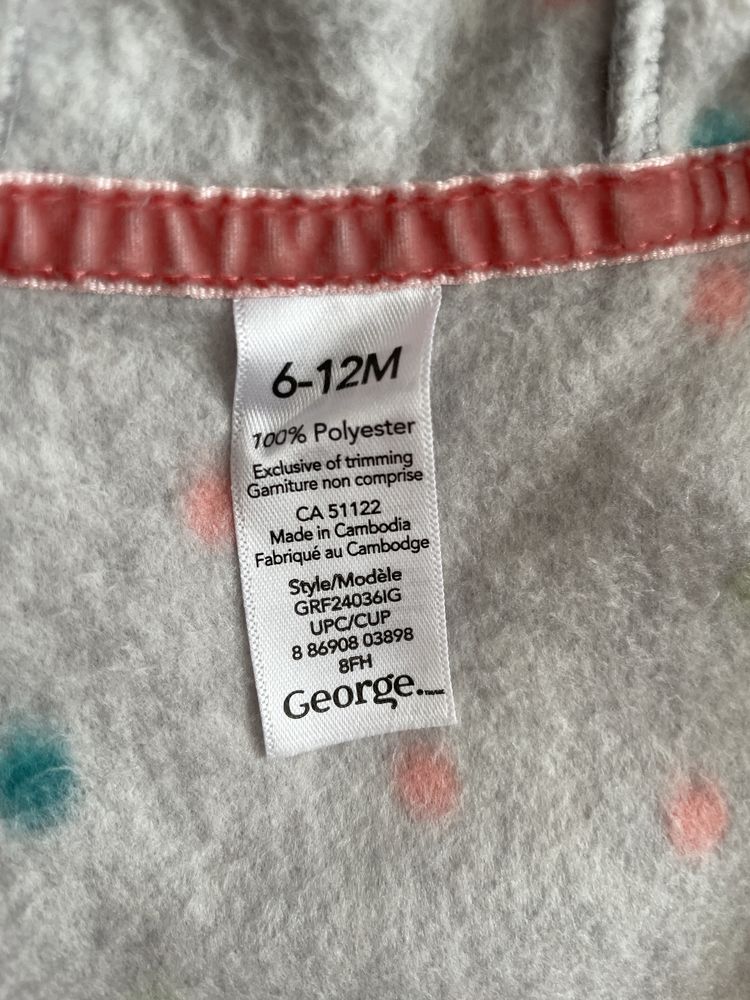 6-12M
100% Polyester
Exclusive of trimming
Garniture non comprise
CA 51122
Made in Cambodia
Fabriqué au Cambodge
Style/Modèle
GRF24036IG
UPC/CUP
8 86908 03898
8FH
George.